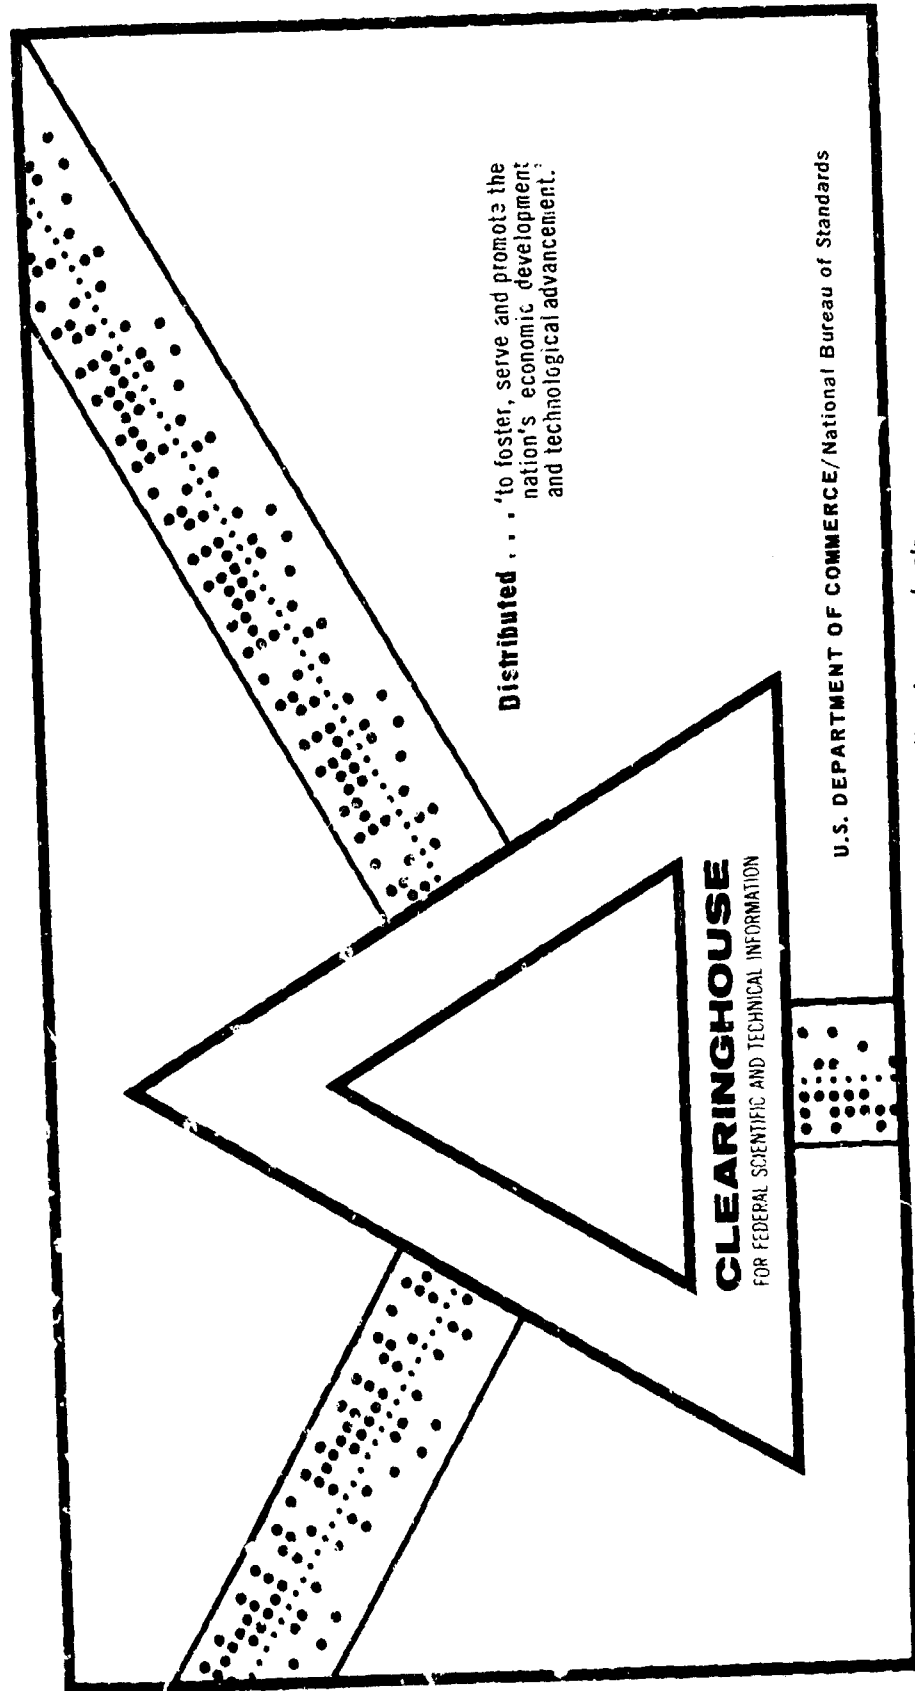 Distributed . . . 'to foster, serve and promote the
nation's economic development
and technological advancement.'
CLEARINGHOUSE
FOR FEDERAL SCIENTIFIC AND TECHNICAL INFORMATION
U.S. DEPARTMENT OF COMMERCE/National Bureau of Standards